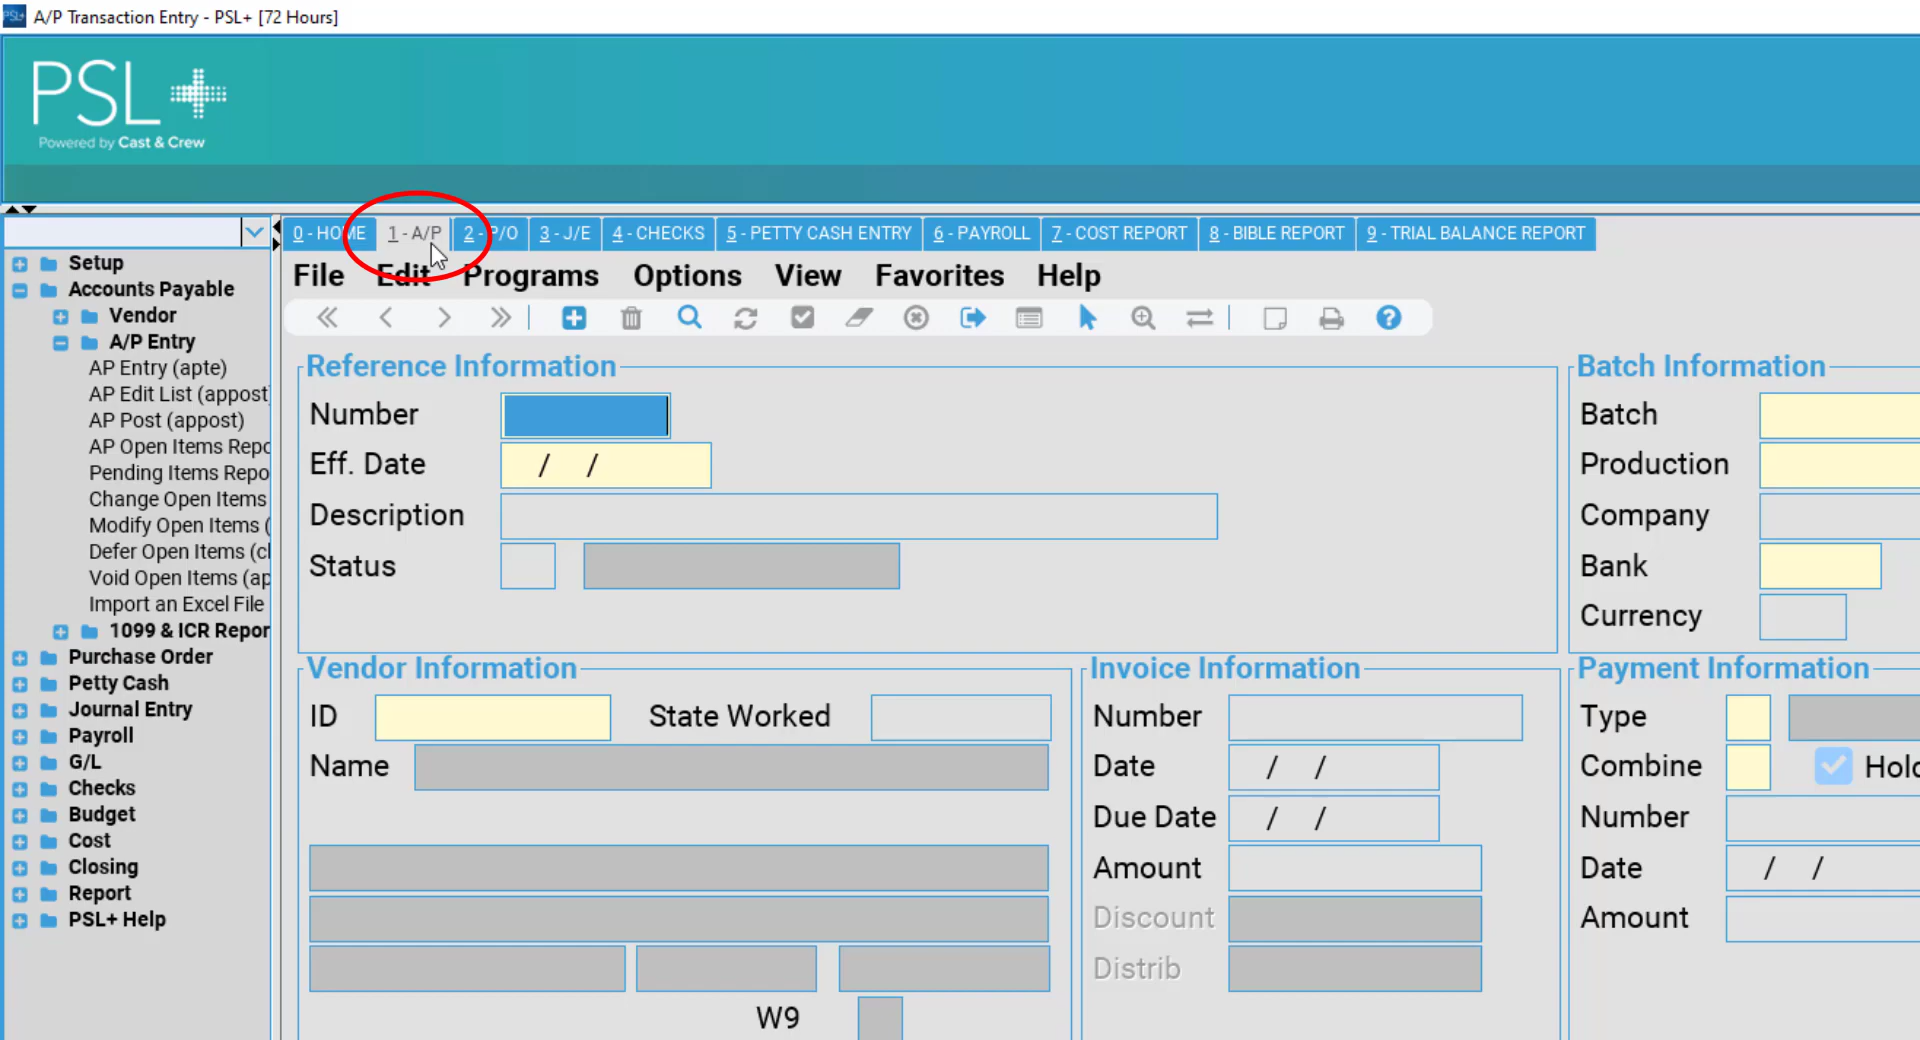 A/P Transaction Entry - PSL+ [72 Hours]
PSL
Powered by Cast & Crew
0 - HOME 1 - A/P 2 - P/O 3 - J/E 4 - CHECKS 5 - PETTY CASH ENTRY 6 - PAYROLL 7 - COST REPORT 8 - BIBLE REPORT 9 - TRIAL BALANCE REPORT
File Edit Programs Options View Favorites Help
Setup
Accounts Payable
Vendor
A/P Entry
AP Entry (apte)
AP Edit List (appost)
AP Post (appost)
AP Open Items Repo
Pending Items Repo
Change Open Items
Modify Open Items (
Defer Open Items (cl
Void Open Items (ap
Import an Excel File
1099 & ICR Repor
Purchase Order
Petty Cash
Journal Entry
Payroll
G/L
Checks
Budget
Cost
Closing
Report
PSL+ Help
Reference Information
Number
Eff. Date / /
Description
Status
Batch Information
Batch
Production
Company
Bank
Currency
Vendor Information
ID State Worked
Name
W9
Invoice Information
Number
Date / /
Due Date / /
Amount
Discount
Distrib
Payment Information
Type
Combine Hold
Number
Date / /
Amount